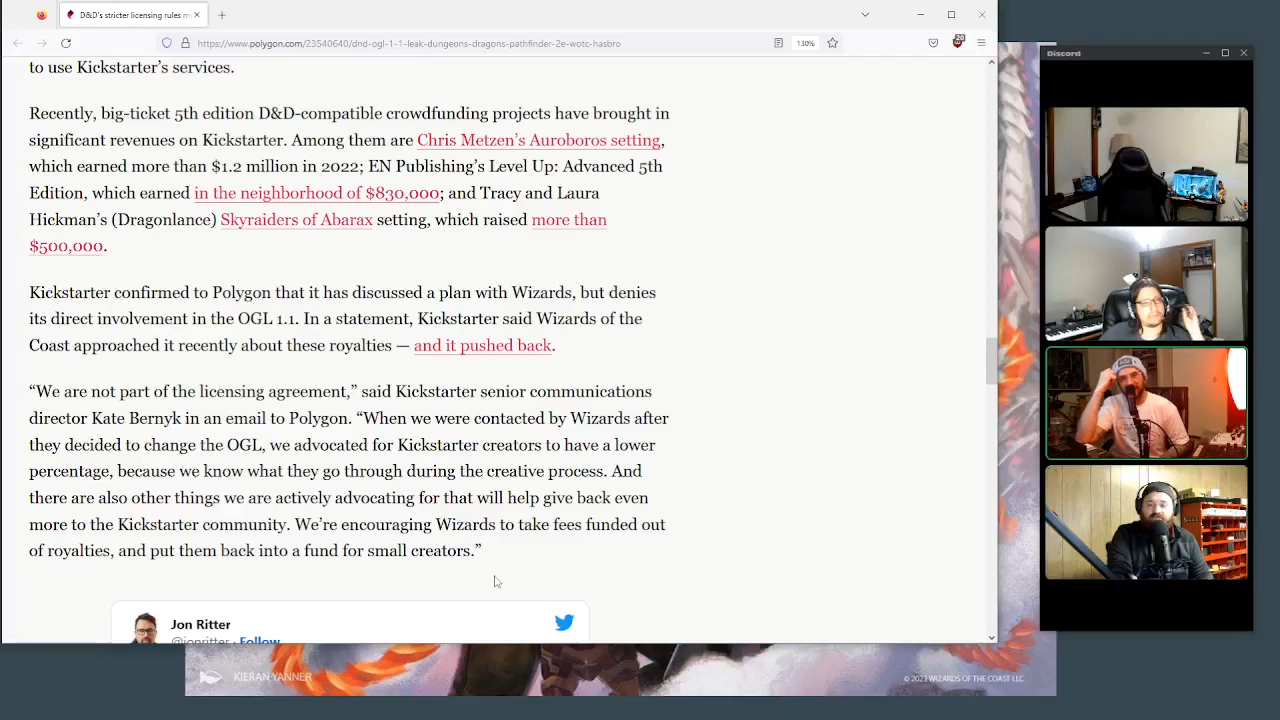 D&D's stricter licensing rules m
https://www.polygon.com/23540640/dnd-ogl-1-1-leak-dungeons-dragons-pathfinder-2e-wotc-hasbro
130%
20
Discord
to use Kickstarter's services.
Recently, big-ticket 5th edition D&D-compatible crowdfunding projects have brought in
significant revenues on Kickstarter. Among them are Chris Metzen's Auroboros setting,
which earned more than $1.2 million in 2022; EN Publishing's Level Up: Advanced 5th
Edition, which earned in the neighborhood of $830,000; and Tracey and Laura
Hickman's (Dragonlance) Skyraiders of Abarax setting, which raised more than
$500,000.
Kickstarter confirmed to Polygon that it has discussed a plan with Wizards, but denies
its direct involvement in the OGL 1.1. In a statement, Kickstarter said Wizards of the
Coast approached it recently about these royalties — and it pushed back.
“We are not part of the licensing agreement,” said Kickstarter senior communications
director Kate Bernyk in an email to Polygon. “When we were contacted by Wizards after
they decided to change the OGL, we advocated for Kickstarter creators to have a lower
percentage, because we know what they go through during the creative process. And
there are also other things we are actively advocating for that will help give back even
more to the Kickstarter community. We're encouraging Wizards to take fees funded out
of royalties, and put them back into a fund for small creators.”
Jon Ritter
@jonritter · Follow
KIERAN YANNER
© 2023 WIZARDS OF THE COAST LLC